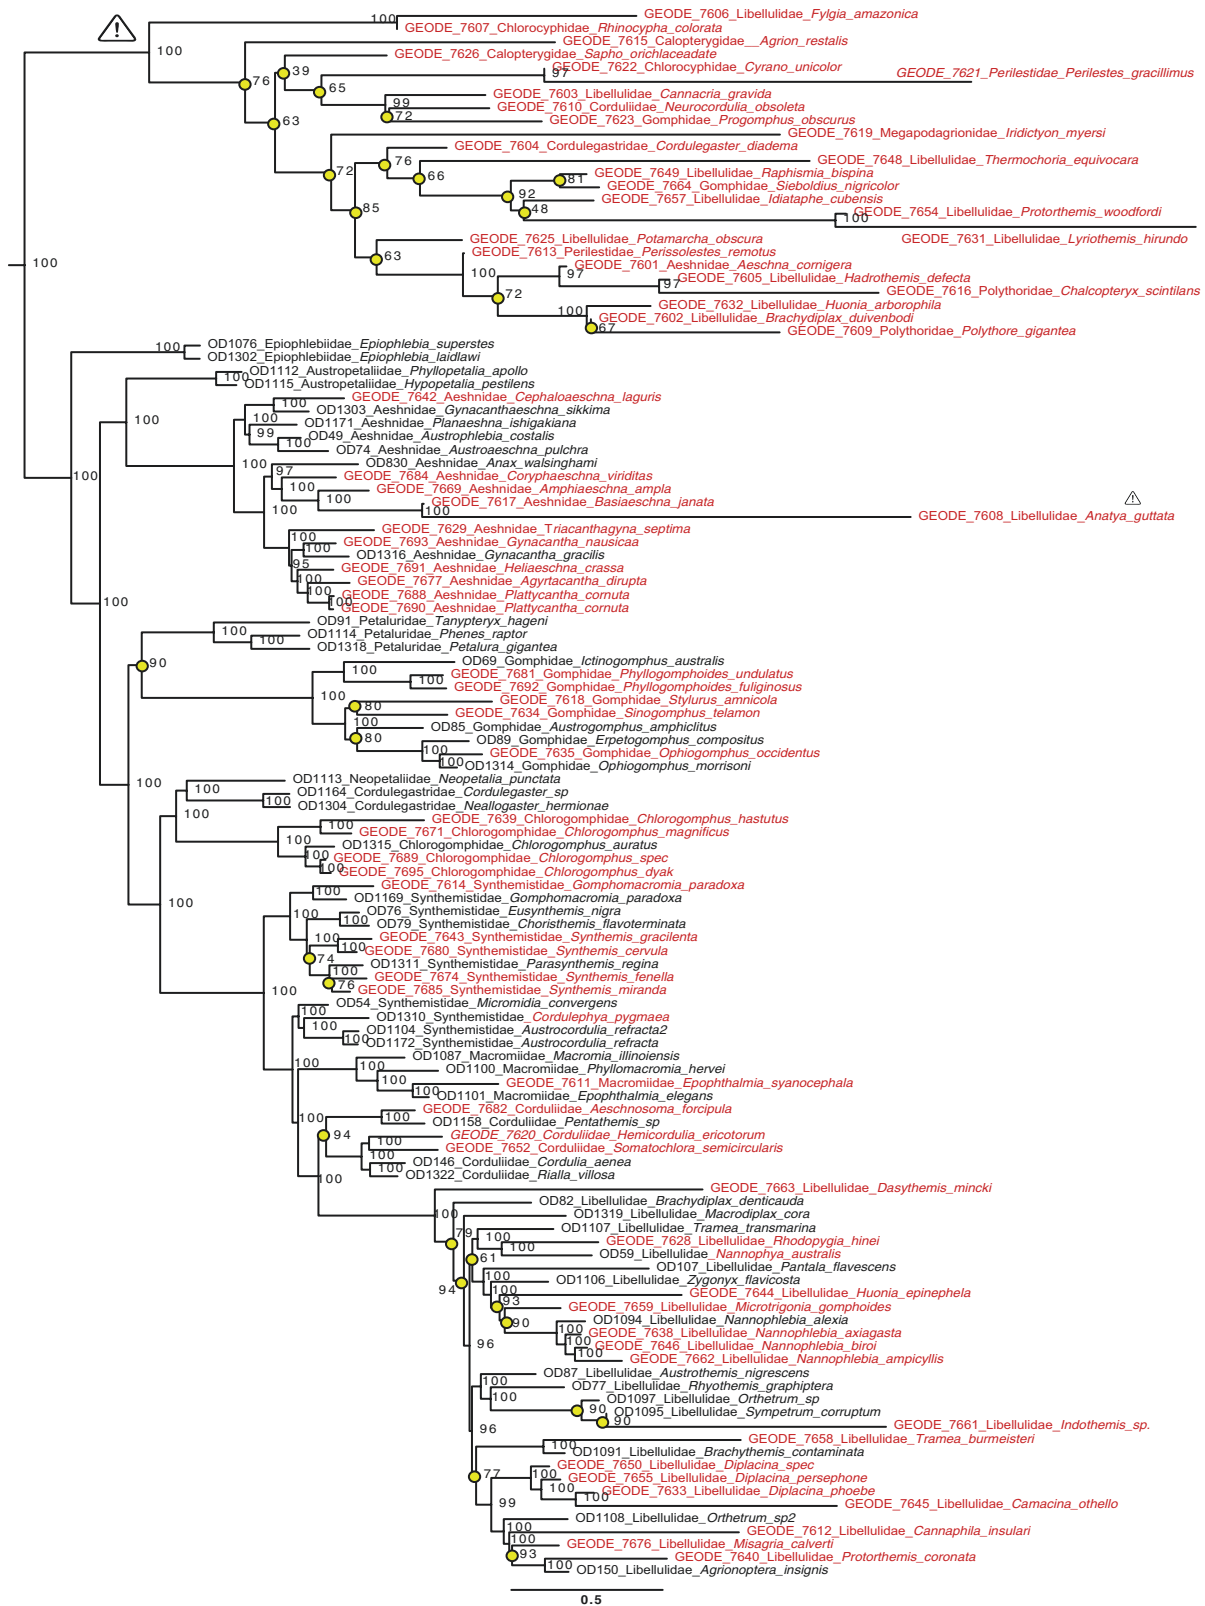 GEODE_7606_Libellulidae_Fylgia_amazonica
100
GEODE_7607_Chlorocyphidae_Rhinocypha_colorata
100
GEODE_7615_Calopterygidae__Agrion_restalis
GEODE_7626_Calopterygidae_Sapho_orichlaceadate
39
GEODE_7622_Chlorocyphidae_Cyrano_unicolor
97
GEODE_7621_Perilestidae_Perilestes_gracillimus
76
65
GEODE_7603_Libellulidae_Cannacria_gravida
99
GEODE_7610_Corduliidae_Neurocordulia_obsoleta
72
GEODE_7623_Gomphidae_Progomphus_obscurus
63
GEODE_7619_Megapodagrionidae_Iridictyon_myersi
GEODE_7604_Cordulegastridae_Cordulegaster_diadema
76
GEODE_7648_Libellulidae_Thermochoria_equivocara
72
66
GEODE_7649_Libellulidae_Raphismia_bispina
81
GEODE_7664_Gomphidae_Sieboldius_nigricolor
92
GEODE_7657_Libellulidae_Idiataphe_cubensis
85
48
GEODE_7654_Libellulidae_Protorthemis_woodfordi
100
GEODE_7631_Libellulidae_Lyriothemis_hirundo
GEODE_7625_Libellulidae_Potamarcha_obscura
63
GEODE_7613_Perilestidae_Perissolestes_remotus
100
100
GEODE_7601_Aeshnidae_Aeschna_cornigera
97
GEODE_7605_Libellulidae_Hadrothemis_defecta
97
GEODE_7616_Polythoridae_Chalcopteryx_scintilans
72
GEODE_7632_Libellulidae_Huonia_arborophila
100
GEODE_7602_Libellulidae_Brachydiplax_duivenbodi
67
GEODE_7609_Polythoridae_Polythore_gigantea
OD1076_Epiophlebiidae_Epiophlebia_superstes
100
OD1302_Epiophlebiidae_Epiophlebia_laidlawi
OD1112_Austropetaliidae_Phyllopetalia_apollo
100
OD1115_Austropetaliidae_Hypopetalia_pestilens
GEODE_7642_Aeshnidae_Cephaloaeschna_laguris
100
OD1303_Aeshnidae_Gynacanthaeschna_sikkima
100
100
OD1171_Aeshnidae_Planaeshna_ishigakiana
99
OD49_Aeshnidae_Austrophlebia_costalis
100
OD74_Aeshnidae_Austroaeschna_pulchra
100
OD830_Aeshnidae_Anax_walsinghami
97
100
GEODE_7684_Aeshnidae_Coryphaeschna_viriditas
100
GEODE_7669_Aeshnidae_Amphiaeschna_ampla
100
GEODE_7617_Aeshnidae_Basiaeschna_janata
100
100
GEODE_7608_Libellulidae_Anatya_guttata
GEODE_7629_Aeshnidae_Triacanthagyna_septima
100
GEODE_7693_Aeshnidae_Gynacantha_nausicaa
100
OD1316_Aeshnidae_Gynacantha_gracilis
95
GEODE_7691_Aeshnidae_Heliaeschna_crassa
100
GEODE_7677_Aeshnidae_Agyrtacantha_dirupta
100
GEODE_7688_Aeshnidae_Plattycantha_cornuta
100
100
GEODE_7690_Aeshnidae_Plattycantha_cornuta
OD91_Petaluridae_Tanypteryx_hageni
100
OD1114_Petaluridae_Phenes_raptor
100
OD1318_Petaluridae_Petalura_gigantea
90
OD69_Gomphidae_Ictinogomphus_australis
100
GEODE_7681_Gomphidae_Phyllogomphoides_undulatus
100
GEODE_7692_Gomphidae_Phyllogomphoides_fuliginosus
100
GEODE_7618_Gomphidae_Stylurus_amnicola
80
GEODE_7634_Gomphidae_Sinogomphus_telamon
100
OD85_Gomphidae_Austrogomphus_amphiclitus
80
OD89_Gomphidae_Erpetogomphus_compositus
100
GEODE_7635_Gomphidae_Ophiogomphus_occidentus
100
OD1314_Gomphidae_Ophiogomphus_morrisoni
100
OD1113_Neopetaliidae_Neopetalia_punctata
100
OD1164_Cordulegastridae_Cordulegaster_sp
100
OD1304_Cordulegastridae_Neallogaster_hermionae
100
GEODE_7639_Chlorogomphidae_Chlorogomphus_hastutus
100
GEODE_7671_Chlorogomphidae_Chlorogomphus_magnificus
100
OD1315_Chlorogomphidae_Chlorogomphus_auratus
100
GEODE_7689_Chlorogomphidae_Chlorogomphus_spec
100
GEODE_7695_Chlorogomphidae_Chlorogomphus_dyak
GEODE_7614_Synthemistidae_Gomphomacromia_paradoxa
100
OD1169_Synthemistidae_Gomphomacromia_paradoxa
100
100
OD76_Synthemistidae_Eusynthemis_nigra
100
OD79_Synthemistidae_Choristhemis_flavoterminata
GEODE_7643_Synthemistidae_Synthemis_gracilenta
100
100
GEODE_7680_Synthemistidae_Synthemis_cervula
74
OD1311_Synthemistidae_Parasynthemis_regina
100
GEODE_7674_Synthemistidae_Synthemis_fenella
76
GEODE_7685_Synthemistidae_Synthemis_miranda
100
OD54_Synthemistidae_Micromidia_convergens
100
OD1310_Synthemistidae_Cordulephya_pygmaea
100
OD1104_Synthemistidae_Austrocordulia_refracta2
100
OD1172_Synthemistidae_Austrocordulia_refracta
OD1087_Macromiidae_Macromia_illinoiensis
100
100
OD1100_Macromiidae_Phyllomacromia_hervei
100
GEODE_7611_Macromiidae_Epophthalmia_syanocephala
100
OD1101_Macromiidae_Epophthalmia_elegans
GEODE_7682_Corduliidae_Aeschnosoma_forcipula
100
100
OD1158_Corduliidae_Pentathemis_sp
94
GEODE_7620_Corduliidae_Hemicordulia_ericotorum
100
GEODE_7652_Corduliidae_Somatochlora_semicircularis
100
OD146_Corduliidae_Cordulia_aenea
100
OD1322_Corduliidae_Rialla_villosa
100
GEODE_7663_Libellulidae_Dasythemis_mincki
OD82_Libellulidae_Brachydiplax_denticauda
100
OD1319_Libellulidae_Macrodiplax_cora
79
OD1107_Libellulidae_Tramea_transmarina
100
GEODE_7628_Libellulidae_Rhodopygia_hinei
100
OD59_Libellulidae_Nannophya_australis
61
OD107_Libellulidae_Pantala_flavescens
100
OD1106_Libellulidae_Zygonyx_flavicosta
94
100
GEODE_7644_Libellulidae_Huonia_epinephela
93
GEODE_7659_Libellulidae_Microtrigonia_gomphoides
90
OD1094_Libellulidae_Nannophlebia_alexia
100
GEODE_7638_Libellulidae_Nannophlebia_axiagasta
100
GEODE_7646_Libellulidae_Nannophlebia_biroi
96
100
GEODE_7662_Libellulidae_Nannophlebia_ampicyllis
OD87_Libellulidae_Austrothemis_nigrescens
100
OD77_Libellulidae_Rhyothemis_graphiptera
100
OD1097_Libellulidae_Orthetrum_sp
90
OD1095_Libellulidae_Sympetrum_corruptum
90
GEODE_7661_Libellulidae_Indothemis_sp.
96
GEODE_7658_Libellulidae_Tramea_burmeisteri
100
OD1091_Libellulidae_Brachythemis_contaminata
77
GEODE_7650_Libellulidae_Diplacina_spec
100
GEODE_7655_Libellulidae_Diplacina_persephone
100
GEODE_7633_Libellulidae_Diplacina_phoebe
100
99
GEODE_7645_Libellulidae_Camacina_othello
OD1108_Libellulidae_Orthetrum_sp2
100
GEODE_7612_Libellulidae_Cannaphila_insulari
100
GEODE_7676_Libellulidae_Misagria_calverti
93
GEODE_7640_Libellulidae_Protorthemis_coronata
100
OD150_Libellulidae_Agrionoptera_insignis
0.5